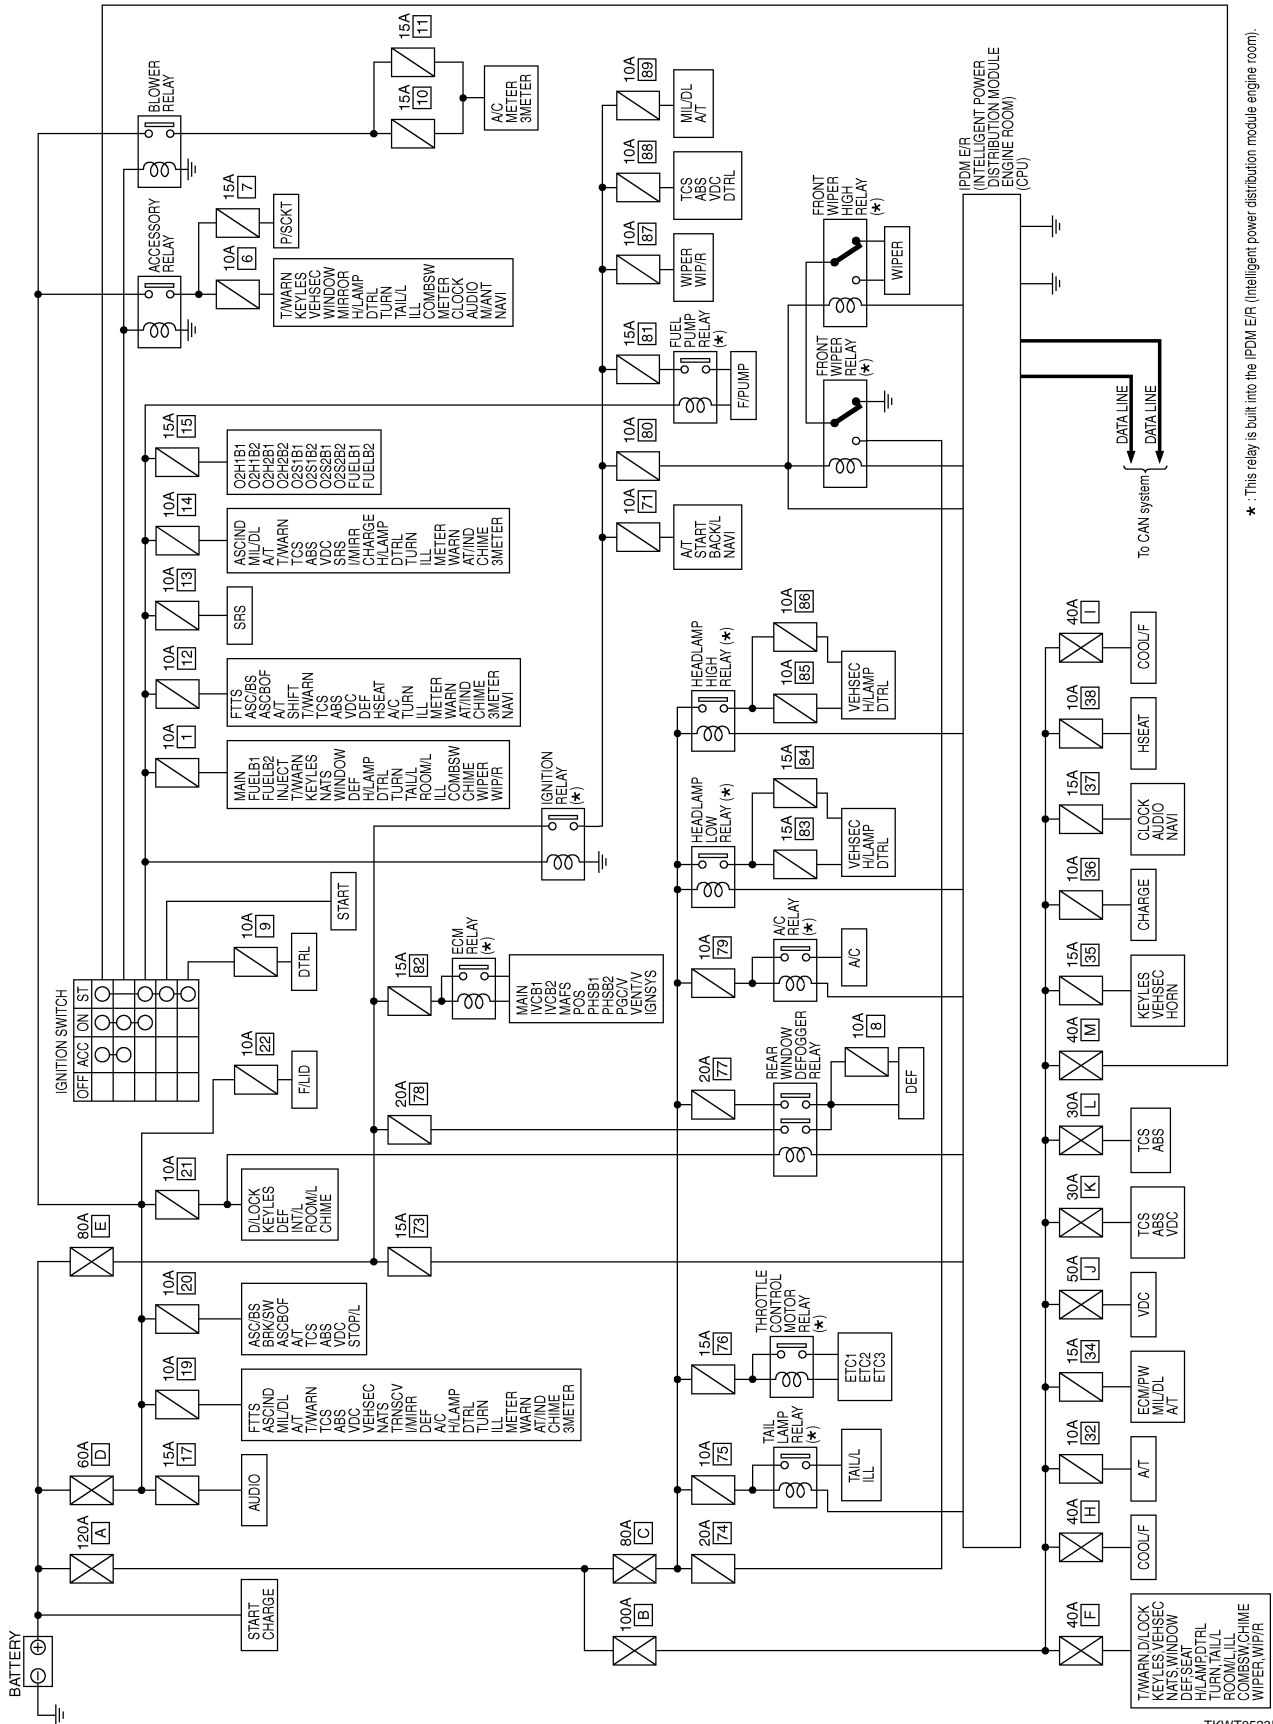 BATTERY
START
CHARGE
120A
A
60A
D
80A
E
15A
17
AUDIO
10A
19
FTTS
ASCIND
MIL/DL
A/T
T/WARN
TCS
ABS
VDC
VEHSEC
NATS
TRNSCV
I/MIRR
DEF
A/C
H/LAMP
DTRL
TURN
ILL
METER
WARN
AT/IND
CHIME
3METER
10A
20
ASC/BS
BRK/SW
ASCBOF
A/T
TCS
ABS
VDC
STOP/L
10A
21
D/LOCK
KEYLES
DEF
INT/L
ROOM/L
CHIME
10A
22
F/LID
IGNITION SWITCH
OFF
ACC
ON
ST
10A
9
DTRL
START
10A
1
MAIN
FUELB1
FUELB2
INJECT
T/WARN
KEYLES
NATS
WINDOW
DEF
H/LAMP
DTRL
TURN
TAIL/L
ROOM/L
ILL
COMBSW
CHIME
WIPER
WIP/R
10A
12
FTTS
ASC/BS
ASCBOF
A/T
SHIFT
T/WARN
TCS
ABS
VDC
DEF
HSEAT
A/C
TURN
ILL
METER
WARN
AT/IND
CHIME
3METER
NAVI
10A
13
SRS
10A
14
ASCIND
MIL/DL
A/T
T/WARN
TCS
ABS
VDC
SRS
I/MIRR
CHARGE
H/LAMP
DTRL
TURN
ILL
METER
WARN
AT/IND
CHIME
3METER
15A
15
O2H1B1
O2H1B2
O2H2B1
O2H2B2
O2S1B1
O2S1B2
O2S2B1
O2S2B2
FUELB1
FUELB2
ACCESSORY
RELAY
10A
6
T/WARN
KEYLES
VEHSEC
WINDOW
MIRROR
H/LAMP
DTRL
TURN
TAIL/L
ILL
COMBSW
METER
CLOCK
AUDIO
M/ANT
NAVI
15A
7
P/SCKT
BLOWER
RELAY
15A
10
15A
11
A/C
METER
3METER
15A
73
20A
78
15A
82
ECM
RELAY
(*)
MAIN
IVCB1
IVCB2
MAFS
POS
PHSB1
PHSB2
PGC/V
VENT/V
IGNSYS
IGNITION
RELAY
(*)
10A
71
A/T
START
BACK/L
NAVI
10A
80
15A
81
FUEL
PUMP
RELAY
(*)
F/PUMP
10A
87
WIPER
WIP/R
10A
88
TCS
ABS
VDC
DTRL
10A
89
MIL/DL
A/T
100A
B
80A
C
20A
74
10A
75
TAIL
LAMP
RELAY
(*)
TAIL/L
ILL
15A
76
THROTTLE
CONTROL
MOTOR
RELAY
(*)
ETC1
ETC2
ETC3
20A
77
REAR
WINDOW
DEFOGGER
RELAY
10A
8
DEF
10A
79
A/C
RELAY
(*)
A/C
HEADLAMP
LOW
RELAY (*)
15A
83
15A
84
VEHSEC
H/LAMP
DTRL
HEADLAMP
HIGH
RELAY (*)
10A
85
10A
86
VEHSEC
H/LAMP
DTRL
FRONT
WIPER
RELAY
(*)
FRONT
WIPER
HIGH
RELAY
(*)
WIPER
IPDM E/R
(INTELLIGENT POWER
DISTRIBUTION MODULE
ENGINE ROOM)
(CPU)
DATA LINE
DATA LINE
To CAN system
40A
F
T/WARN,D/LOCK
KEYLES,VEHSEC
NATS,WINDOW
DEF,SEAT
H/LAMP,DTRL
TURN,TAIL/L
ROOM/L,ILL
COMBSW,CHIME
WIPER,WIP/R
40A
H
COOL/F
10A
32
A/T
15A
34
ECM/PW
MIL/DL
A/T
50A
J
VDC
30A
K
TCS
ABS
VDC
30A
L
TCS
ABS
40A
M
15A
35
KEYLES
VEHSEC
HORN
10A
36
CHARGE
15A
37
CLOCK
AUDIO
NAVI
10A
38
HSEAT
40A
I
COOL/F
* : This relay is built into the IPDM E/R (Intelligent power distribution module engine room).